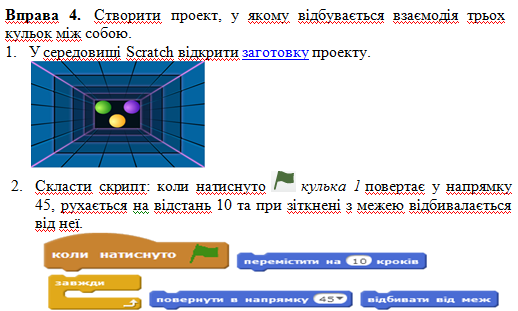 Вправа 4. Створити проект, у якому відбувається взаємодія трьох
кульок між собою.
1. У середовищі Scratch відкрити заготовку проекту.
2. Скласти скрипт: коли натиснуто кулька 1 повертає у напрямку
45, рухається на відстань 10 та при зіткнені з межею відбивалається
від неї.
коли натиснуто
перемістити на 10 кроків
завжди
повернути в напрямку 45
відбивати від меж